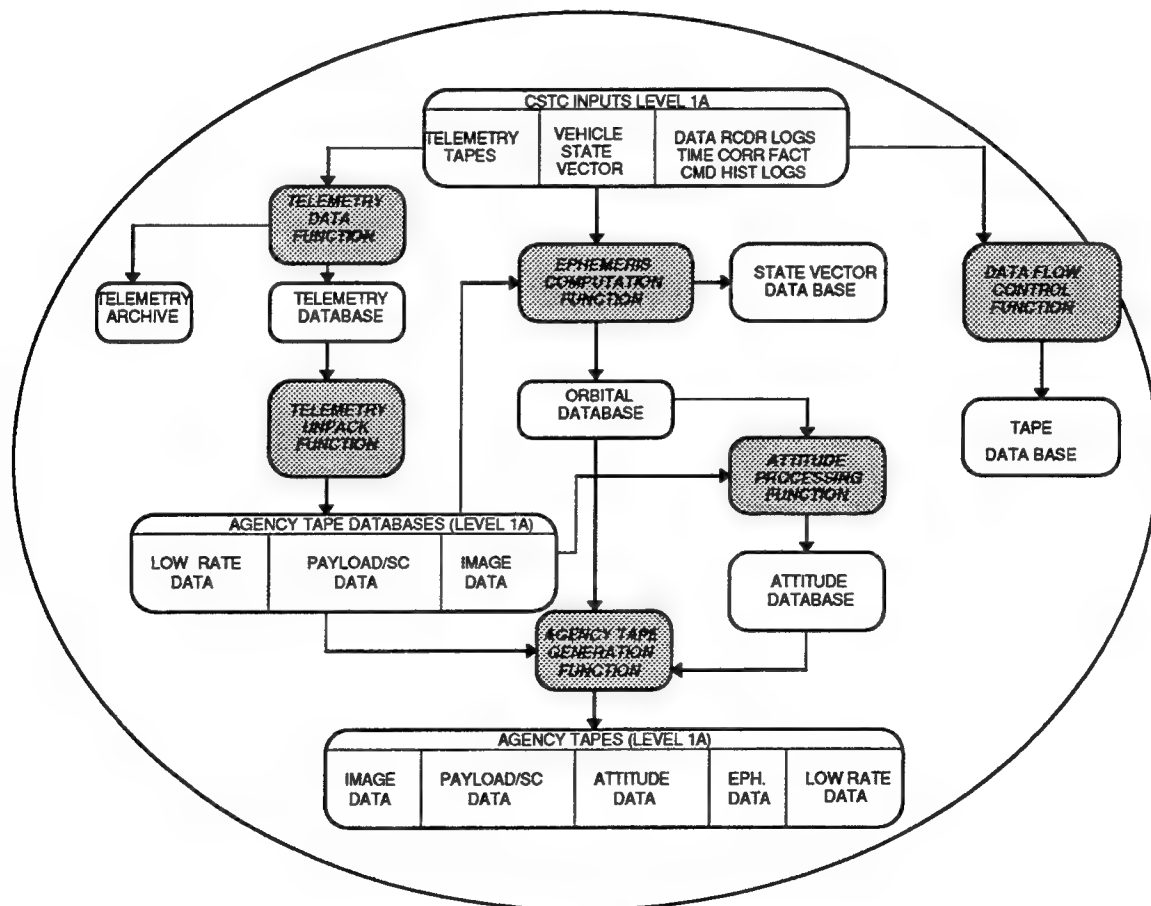 CSTC INPUTS LEVEL 1A
TELEMETRY
TAPES
VEHICLE
STATE
VECTOR
DATA RCDR LOGS
TIME CORR FACT
CMD HIST LOGS
TELEMETRY
DATA
FUNCTION
EPHEMERIS
COMPUTATION
FUNCTION
STATE VECTOR
DATA BASE
DATA FLOW
CONTROL
FUNCTION
TELEMETRY
ARCHIVE
TELEMETRY
DATABASE
TELEMETRY
UNPACK
FUNCTION
ORBITAL
DATABASE
TAPE
DATA BASE
ATTITUDE
PROCESSING
FUNCTION
AGENCY TAPE DATABASES (LEVEL 1A)
LOW RATE
DATA
PAYLOAD/SC
DATA
IMAGE
DATA
ATTITUDE
DATABASE
AGENCY TAPE
GENERATION
FUNCTION
AGENCY TAPES (LEVEL 1A)
IMAGE
DATA
PAYLOAD/SC
DATA
ATTITUDE
DATA
EPH.
DATA
LOW RATE
DATA